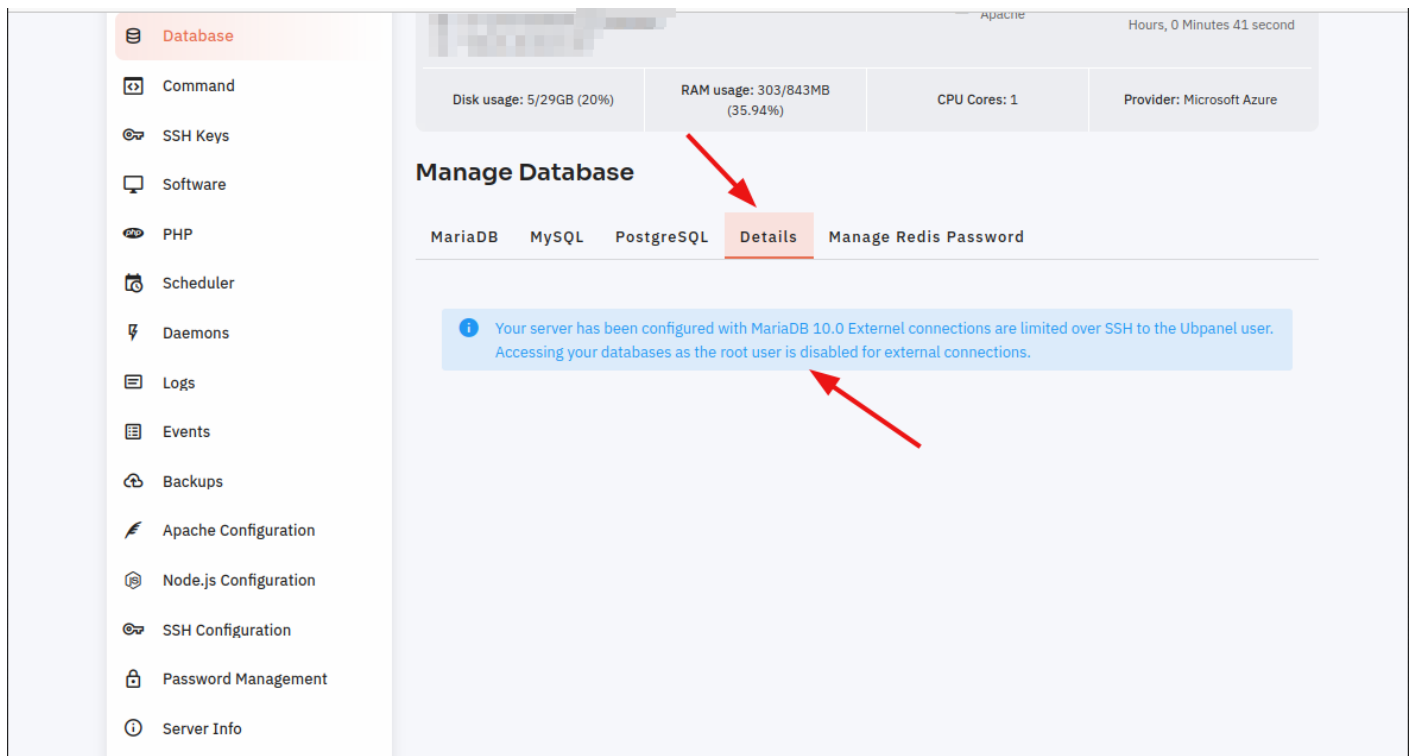 Database
Command
SSH Keys
Software
PHP
Scheduler
Daemons
Logs
Events
Backups
Apache Configuration
Node.js Configuration
SSH Configuration
Password Management
Server Info
Apache
Hours, 0 Minutes 41 second
Disk usage: 5/29GB (20%)
RAM usage: 303/843MB
(35.94%)
CPU Cores: 1
Provider: Microsoft Azure
Manage Database
MariaDB
MySQL
PostgreSQL
Details
Manage Redis Password
Your server has been configured with MariaDB 10.0 External connections are limited over SSH to the Ubpanel user.
Accessing your databases as the root user is disabled for external connections.